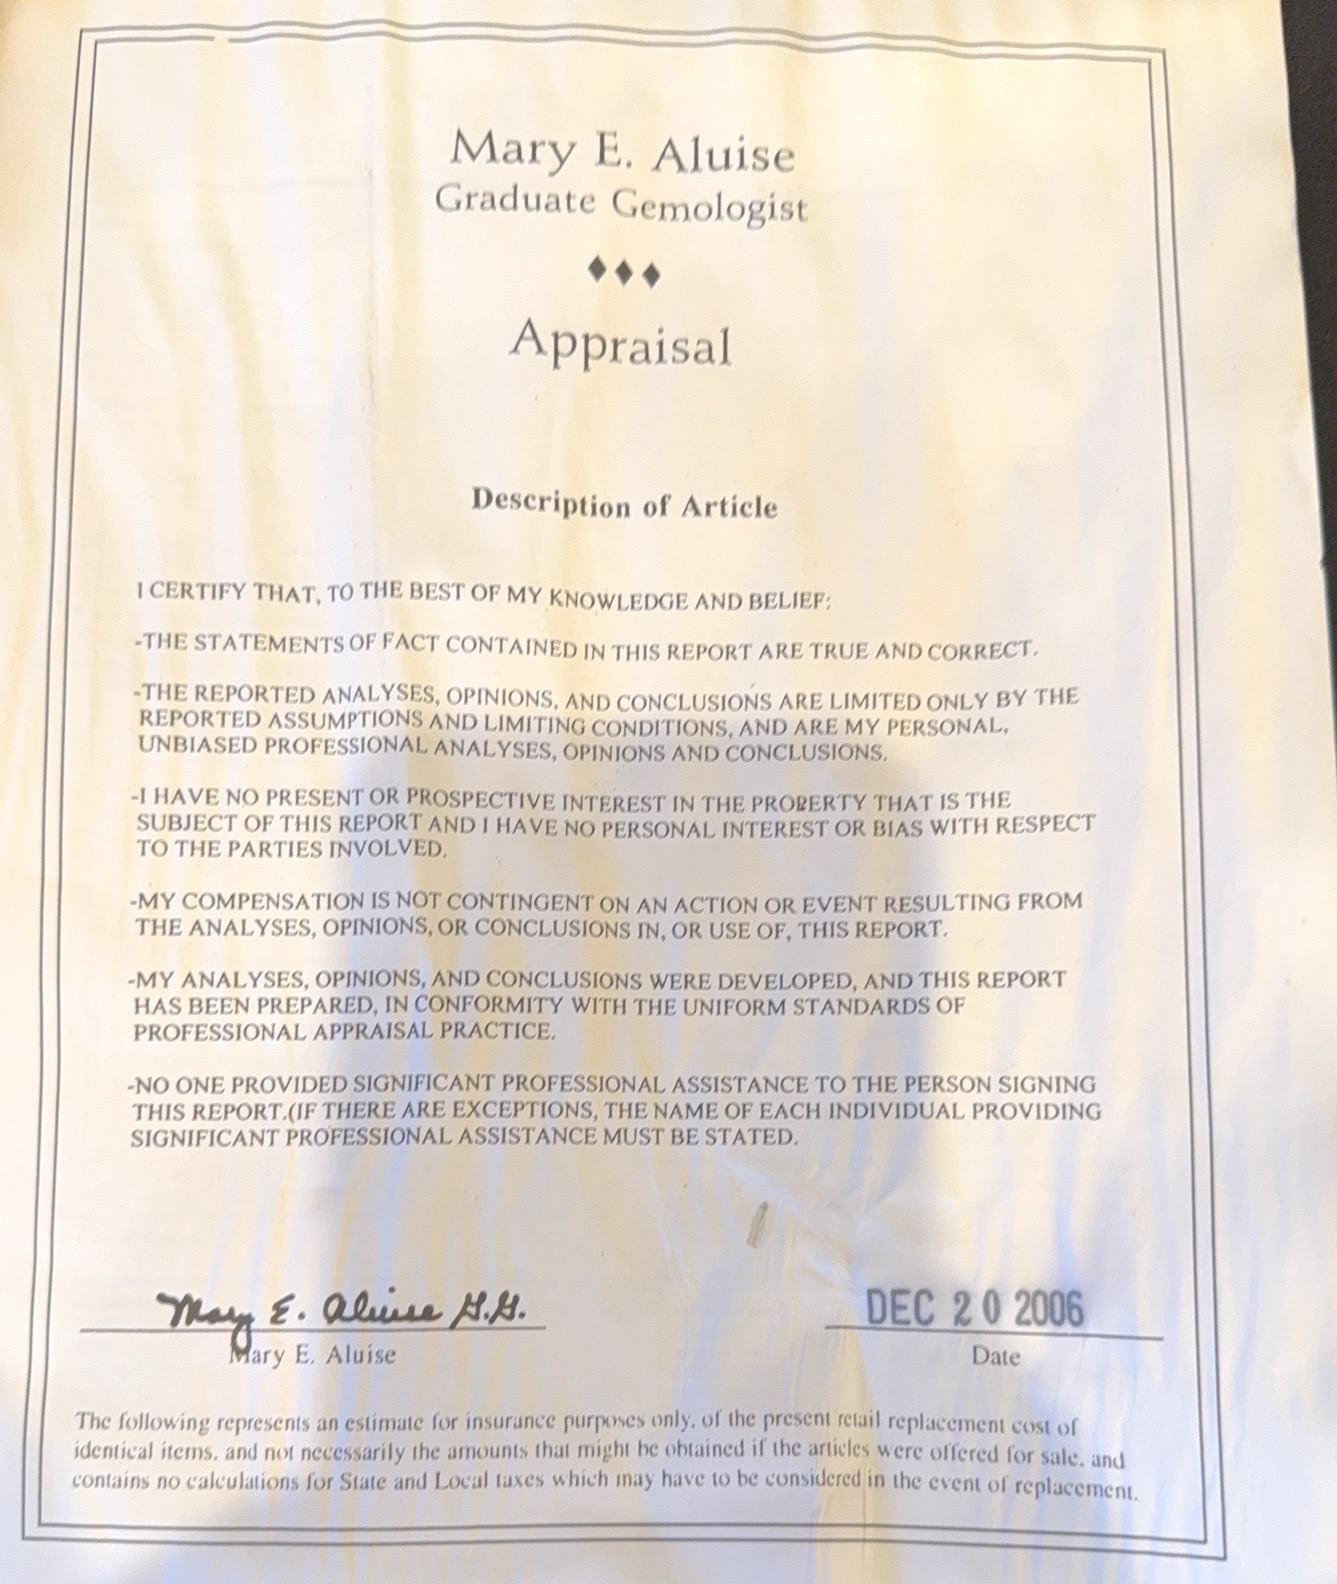 Mary E. Aluise
Graduate Gemologist
♦♦♦
Appraisal
Description of Article
I CERTIFY THAT, TO THE BEST OF MY KNOWLEDGE AND BELIEF:
-THE STATEMENTS OF FACT CONTAINED IN THIS REPORT ARE TRUE AND CORRECT.
-THE REPORTED ANALYSES, OPINIONS, AND CONCLUSIONS ARE LIMITED ONLY BY THE
REPORTED ASSUMPTIONS AND LIMITING CONDITIONS, AND ARE MY PERSONAL,
UNBIASED PROFESSIONAL ANALYSES, OPINIONS AND CONCLUSIONS.
-I HAVE NO PRESENT OR PROSPECTIVE INTEREST IN THE PROPERTY THAT IS THE
SUBJECT OF THIS REPORT AND I HAVE NO PERSONAL INTEREST OR BIAS WITH RESPECT
TO THE PARTIES INVOLVED.
-MY COMPENSATION IS NOT CONTINGENT ON AN ACTION OR EVENT RESULTING FROM
THE ANALYSES, OPINIONS, OR CONCLUSIONS IN, OR USE OF, THIS REPORT.
-MY ANALYSES, OPINIONS, AND CONCLUSIONS WERE DEVELOPED, AND THIS REPORT
HAS BEEN PREPARED, IN CONFORMITY WITH THE UNIFORM STANDARDS OF
PROFESSIONAL APPRAISAL PRACTICE.
-NO ONE PROVIDED SIGNIFICANT PROFESSIONAL ASSISTANCE TO THE PERSON SIGNING
THIS REPORT.(IF THERE ARE EXCEPTIONS, THE NAME OF EACH INDIVIDUAL PROVIDING
SIGNIFICANT PROFESSIONAL ASSISTANCE MUST BE STATED.
Mary E. Aluise G.G. DEC 20 2006
Mary E. Aluise Date
The following represents an estimate for insurance purposes only, of the present retail replacement cost of
identical items, and not necessarily the amounts that might be obtained if the articles were offered for sale, and
contains no calculations for State and Local taxes which may have to be considered in the event of replacement.